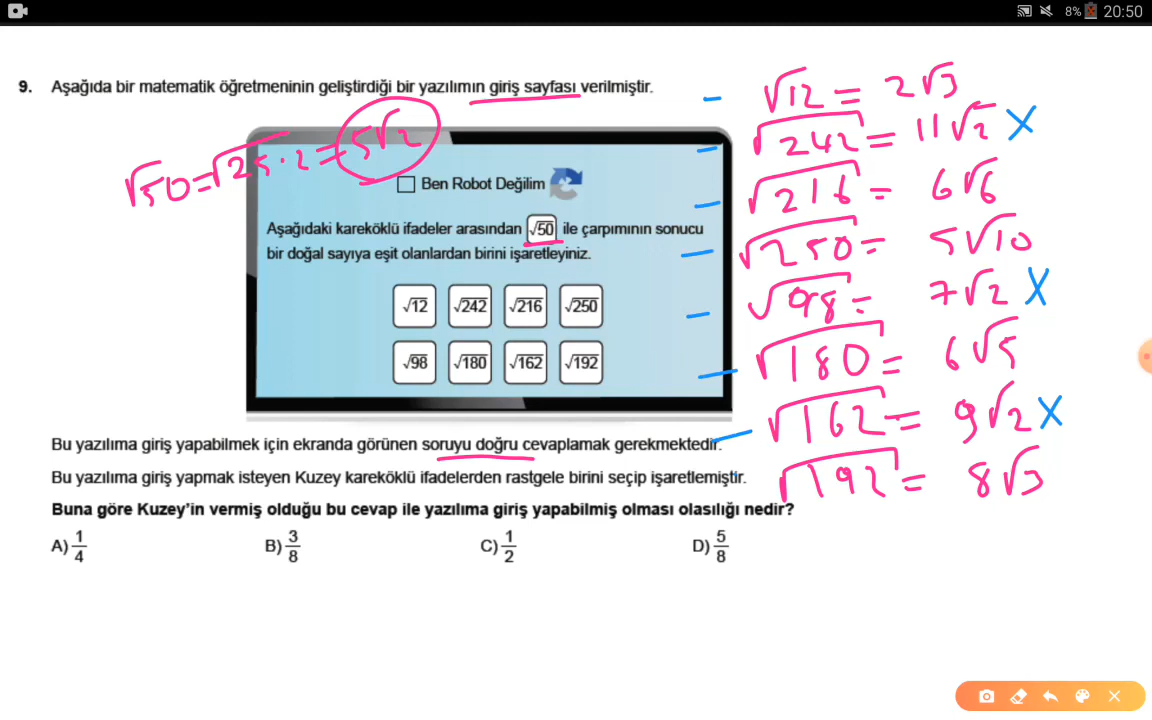 8% 20:50
9. Aşağıda bir matematik öğretmeninin geliştirdiği bir yazılımın giriş sayfası verilmiştir.
√50 = √25·2 = 5√2
Ben Robot Değilim
Aşağıdaki kareköklü ifadeler arasından √50 ile çarpımının sonucu
bir doğal sayıya eşit olanlardan birini işaretleyiniz.
√12 √242 √216 √250
√98 √180 √162 √192
- √12 = 2√3
- √242 = 11√2 X
- √216 = 6√6
- √250 = 5√10
- √98 = 7√2 X
- √180 = 6√5
- √162 = 9√2 X
√192 = 8√3
Bu yazılıma giriş yapabilmek için ekranda görünen soruyu doğru cevaplamak gerekmektedir.
Bu yazılıma giriş yapmak isteyen Kuzey kareköklü ifadelerden rastgele birini seçip işaretlemiştir.
Buna göre Kuzey'in vermiş olduğu bu cevap ile yazılıma giriş yapabilmiş olması olasılığı nedir?
A) 1/4 B) 3/8 C) 1/2 D) 5/8